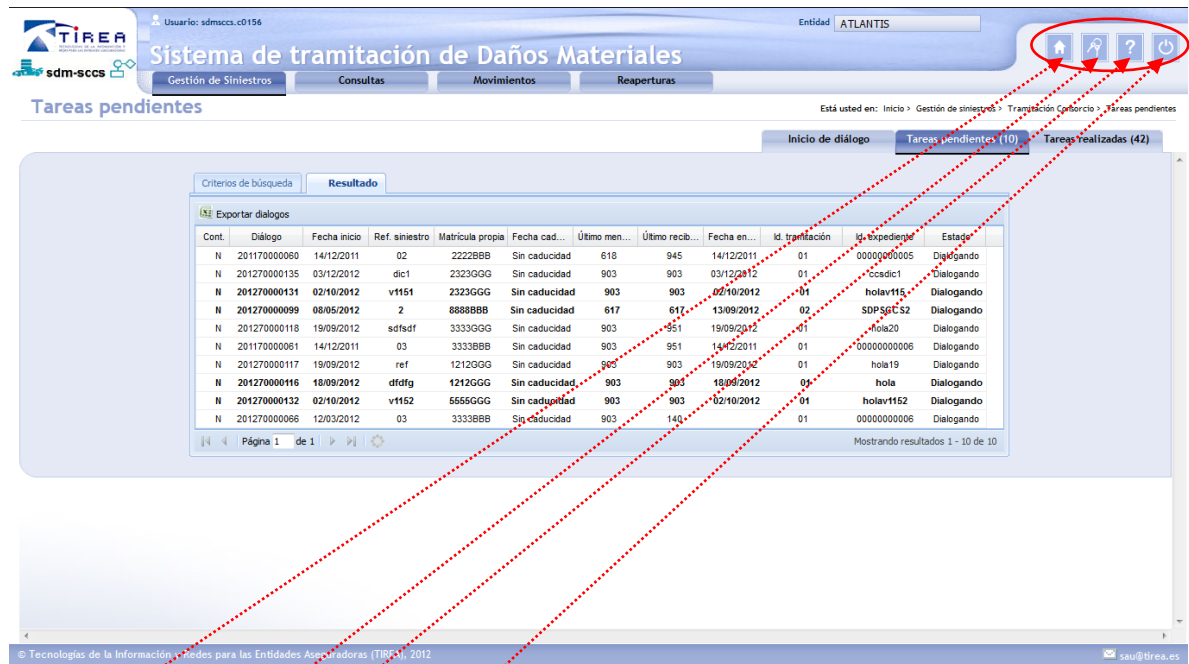 TIREA
sdm-sccs
Usuario: sdmsccs.c0156
Entidad ATLANTIS
Sistema de tramitación de Daños Materiales
Gestión de Siniestros Consultas Movimientos Reaperturas
Tareas pendientes
Está usted en: Inicio > Gestión de siniestros > Tramitación Consorcio > Tareas pendientes
Inicio de diálogo Tareas pendientes (10) Tareas realizadas (42)
Criterios de búsqueda Resultado
Exportar dialogos
Cont. Diálogo Fecha inicio Ref. siniestro Matrícula propia Fecha cad... Último men... Último recib... Fecha en... Id. tramitación Id. expediente Estado
N 201170000060 14/12/2011 02 2222BBB Sin caducidad 618 945 14/12/2011 01 00000000005 Dialogando
N 201270000135 03/12/2012 dic1 2323GGG Sin caducidad 903 903 03/12/2012 01 ccsdic1 Dialogando
N 201270000131 02/10/2012 v1151 2323GGG Sin caducidad 903 903 02/10/2012 01 holav115 Dialogando
N 201270000099 08/05/2012 2 8888BBB Sin caducidad 617 617 13/09/2012 02 SDPSGCS2 Dialogando
N 201270000118 19/09/2012 sdfsdf 3333GGG Sin caducidad 903 951 19/09/2012 01 hola20 Dialogando
N 201170000061 14/12/2011 03 3333BBB Sin caducidad 903 951 14/12/2011 01 00000000006 Dialogando
N 201270000117 19/09/2012 ref 1212GGG Sin caducidad 903 903 19/09/2012 01 hola19 Dialogando
N 201270000116 18/09/2012 dfdfg 1212GGG Sin caducidad 903 903 18/09/2012 01 hola Dialogando
N 201270000132 02/10/2012 v1152 5555GGG Sin caducidad 903 903 02/10/2012 01 holav1152 Dialogando
N 201270000066 12/03/2012 03 3333BBB Sin caducidad 903 140 01 00000000006 Dialogando
Página 1 de 1 Mostrando resultados 1 - 10 de 10
© Tecnologías de la Información y Redes para las Entidades Aseguradoras (TIREA), 2012 sau@tirea.es